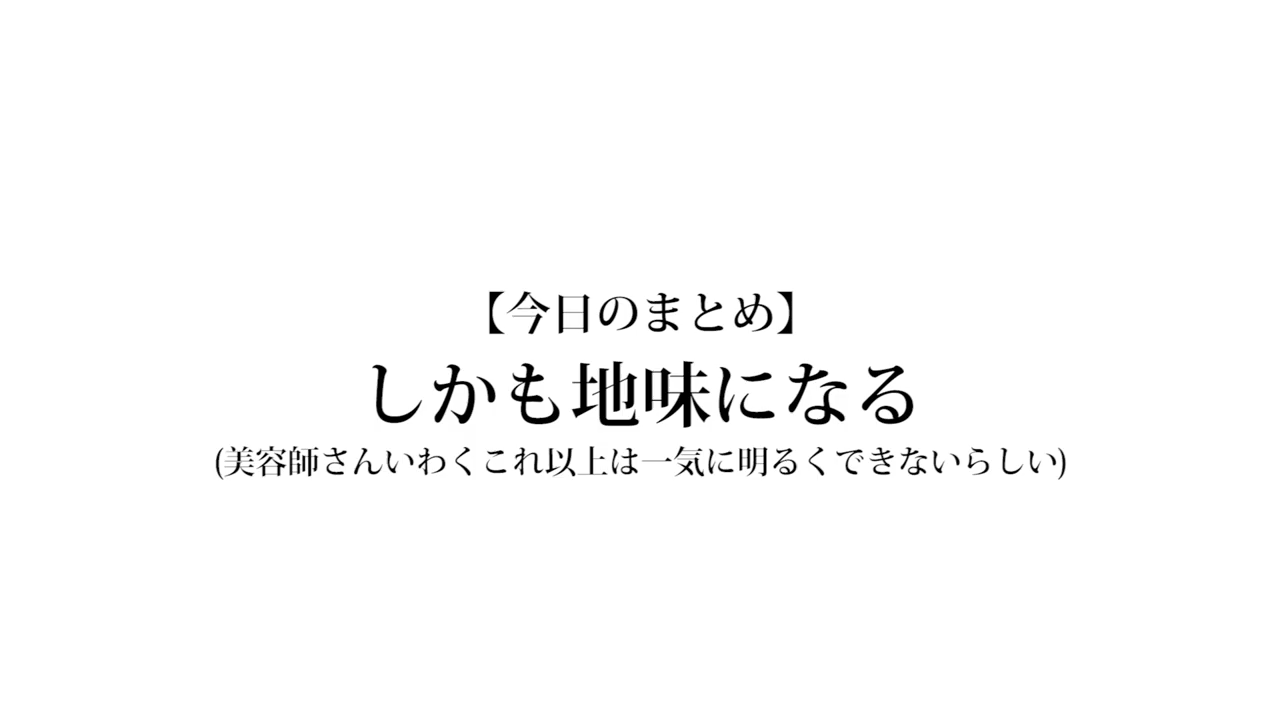 【今日のまとめ】
しかも地味になる
(美容師さんいわくこれ以上は一気に明るくできないらしい)